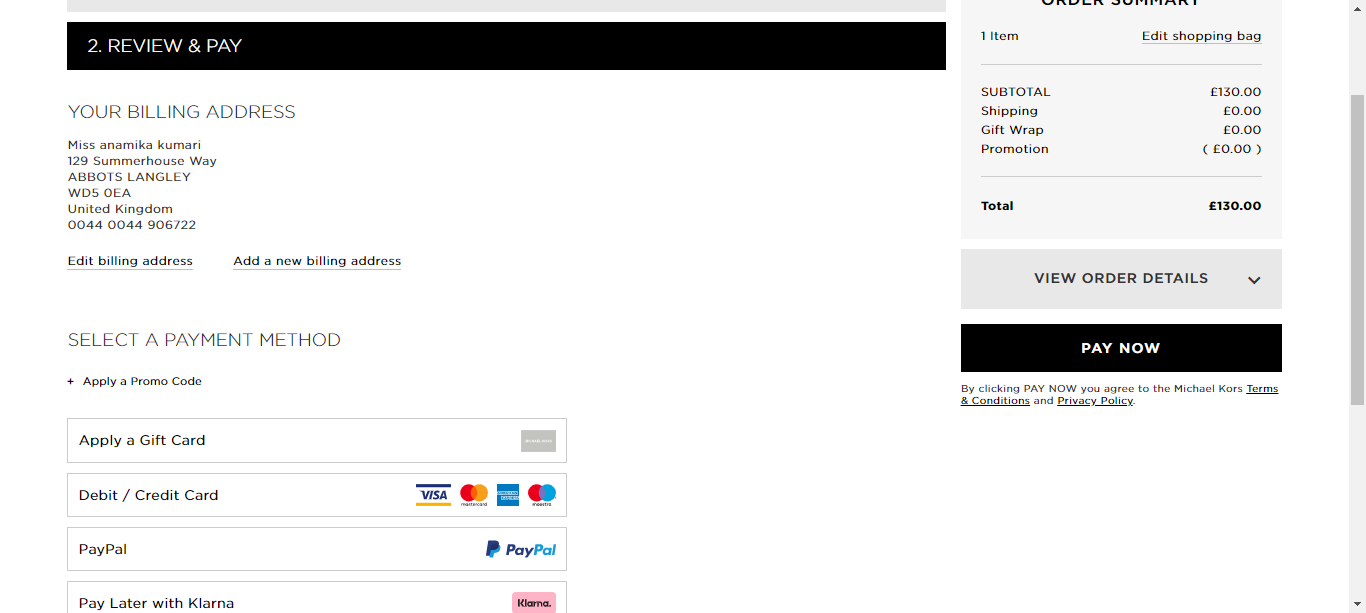 2. REVIEW & PAY
YOUR BILLING ADDRESS
Miss anamika kumari
129 Summerhouse Way
ABBOTS LANGLEY
WD5 0EA
United Kingdom
0044 0044 906722
Edit billing address
Add a new billing address
SELECT A PAYMENT METHOD
+ Apply a Promo Code
Apply a Gift Card
Debit / Credit Card
VISA
mastercard
maestro
PayPal
PayPal
Pay Later with Klarna
Klarna.
ORDER SUMMARY
1 Item
Edit shopping bag
SUBTOTAL £130.00
Shipping £0.00
Gift Wrap £0.00
Promotion ( £0.00 )
Total £130.00
VIEW ORDER DETAILS
PAY NOW
By clicking PAY NOW you agree to the Michael Kors Terms
& Conditions and Privacy Policy.